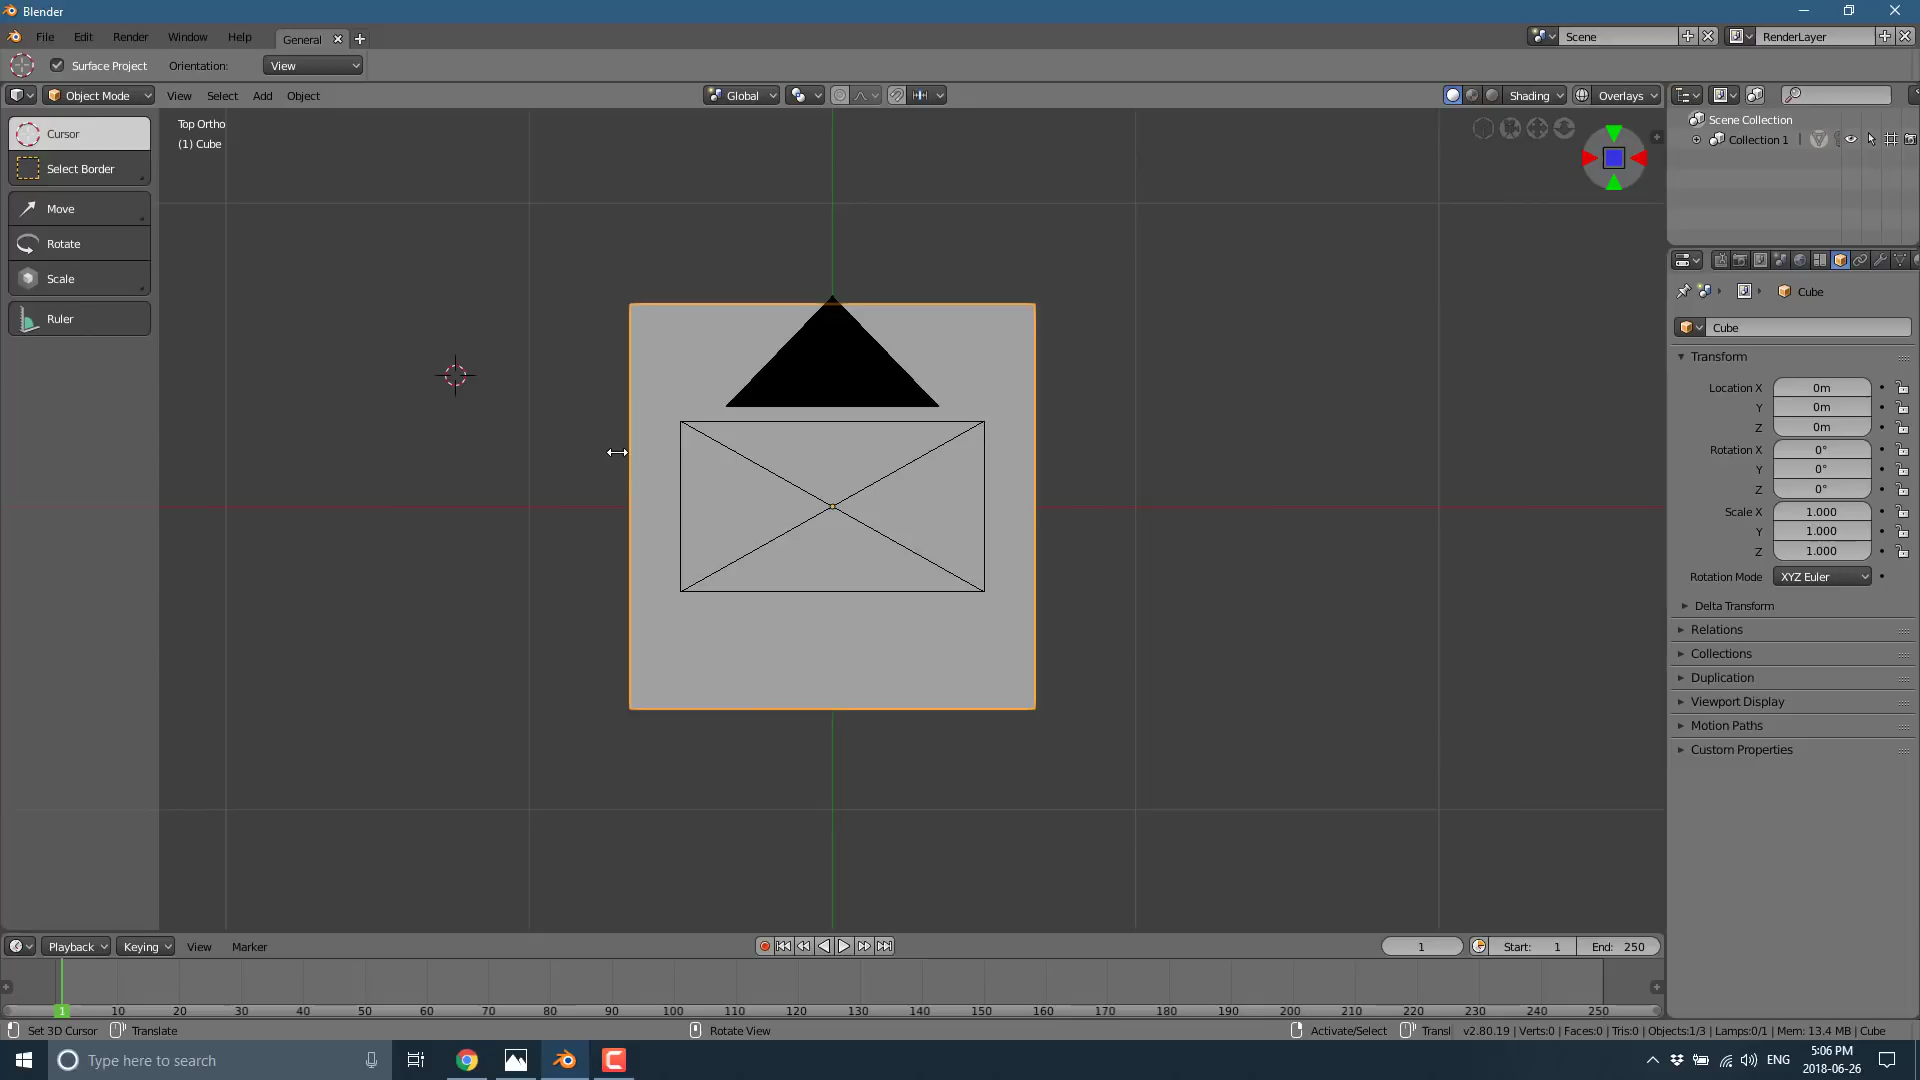 Blender
File Edit Render Window Help General Scene RenderLayer
Surface Project Orientation: View
Object Mode View Select Add Object Global Shading Overlays
Top Ortho
(1) Cube
Cursor
Select Border
Move
Rotate
Scale
Ruler
Scene Collection
Collection 1
Cube
Cube
Transform
Location X 0m
Y 0m
Z 0m
Rotation X 0°
Y 0°
Z 0°
Scale X 1.000
Y 1.000
Z 1.000
Rotation Mode XYZ Euler
Delta Transform
Relations
Collections
Duplication
Viewport Display
Motion Paths
Custom Properties
Playback Keying View Marker 1 Start: 1 End: 250
1 10 20 30 40 50 60 70 80 90 100 110 120 130 140 150 160 170 180 190 200 210 220 230 240 250
Set 3D Cursor Translate Rotate View Activate/Select Transl v2.80.19 | Verts:0 | Faces:0 | Tris:0 | Objects:1/3 | Lamps:0/1 | Mem: 13.4 MB | Cube
Type here to search ENG 5:06 PM
2018-06-26